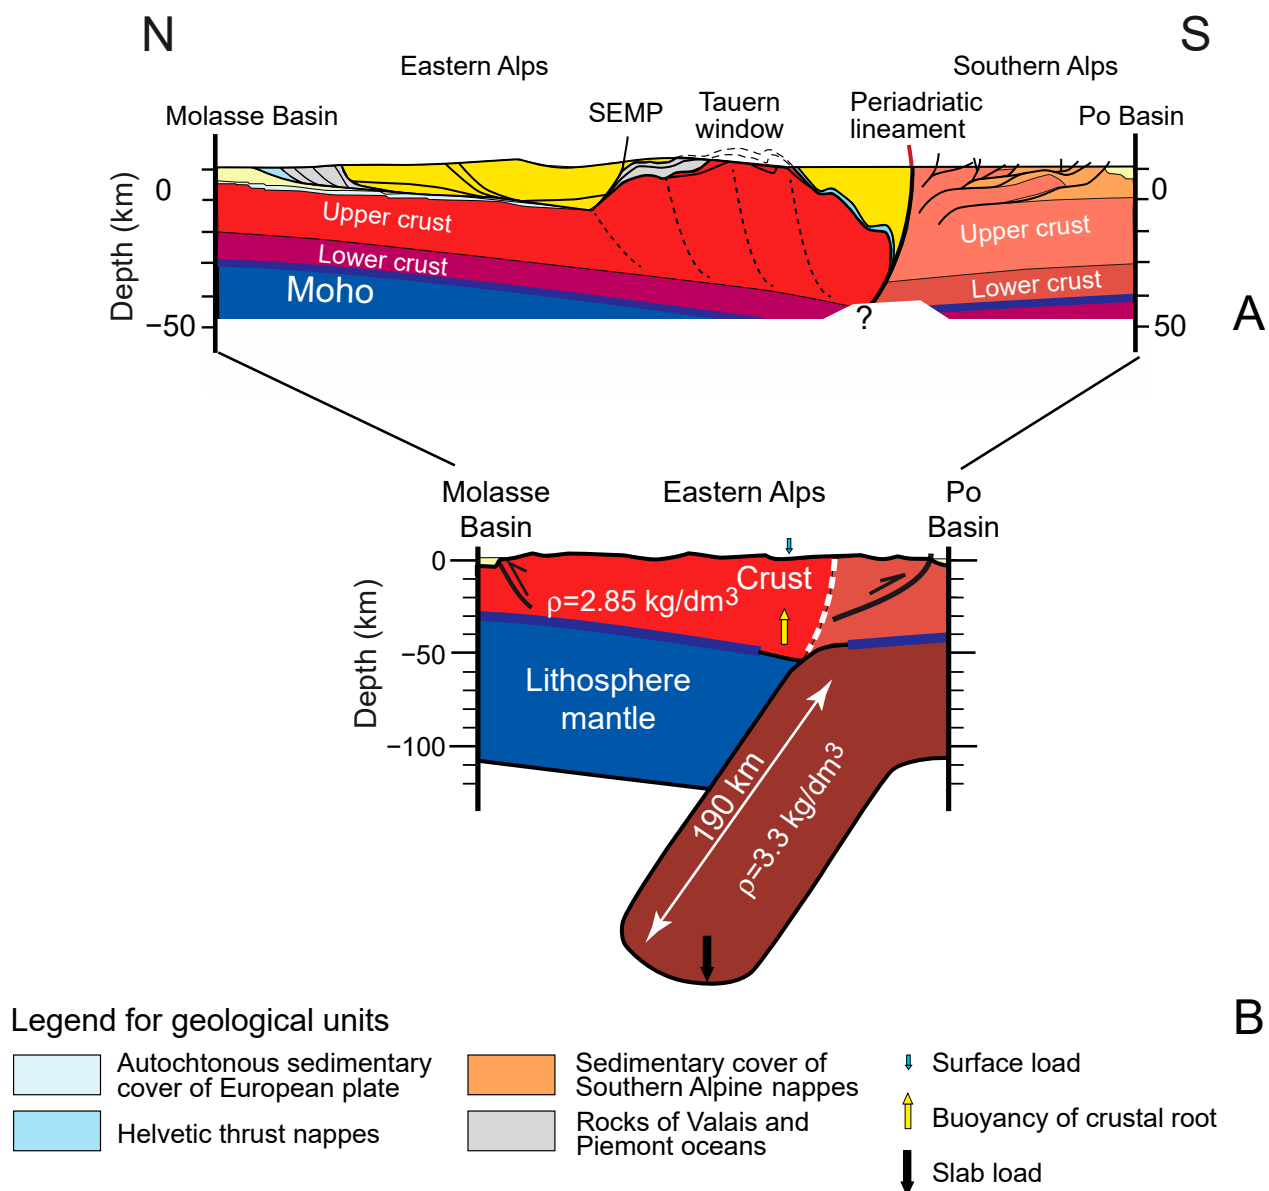 N
S
Eastern Alps
Southern Alps
Molasse Basin
SEMP
Tauern
window
Periadriatic
lineament
Po Basin
Depth (km)
0
−50
Upper crust
Lower crust
Moho
?
Upper crust
Lower crust
0
50
A
Molasse
Basin
Eastern Alps
Po
Basin
Depth (km)
0
−50
−100
Crust
ρ=2.85 kg/dm³
Lithosphere
mantle
190 km
ρ=3.3 kg/dm³
B
Legend for geological units
Autochtonous sedimentary
cover of European plate
Helvetic thrust nappes
Sedimentary cover of
Southern Alpine nappes
Rocks of Valais and
Piemont oceans
Surface load
Buoyancy of crustal root
Slab load